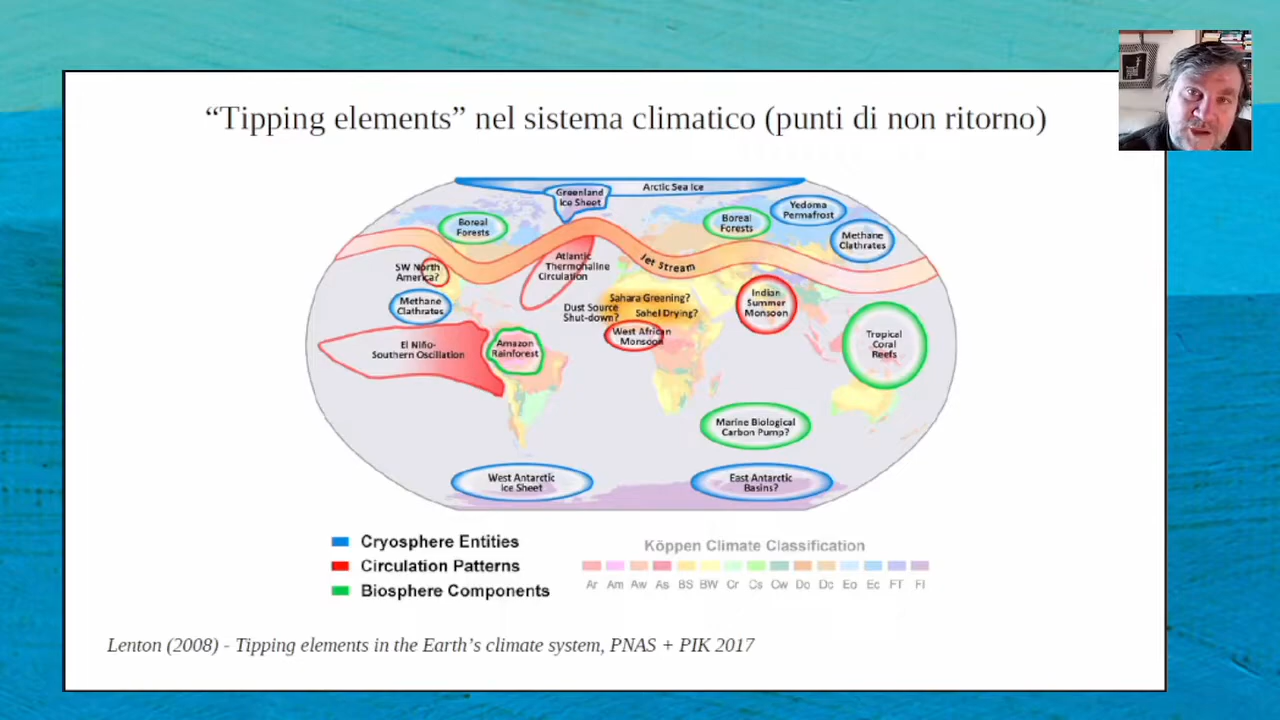 “Tipping elements” nel sistema climatico (punti di non ritorno)
Greenland
Ice Sheet
Arctic Sea Ice
Boreal
Forests
Boreal
Forests
Yedoma
Permafrost
Methane
Clathrates
Jet Stream
Atlantic
Thermohaline
Circulation
SW North
America?
Methane
Clathrates
Dust Source
Shut-down?
Sahara Greening?
Sahel Drying?
West African
Monsoon
Indian
Summer
Monsoon
El Niño-
Southern Oscillation
Amazon
Rainforest
Tropical
Coral
Reefs
Marine Biological
Carbon Pump?
West Antarctic
Ice Sheet
East Antarctic
Basins?
Cryosphere Entities
Circulation Patterns
Biosphere Components
Köppen Climate Classification
Ar Am Aw As BS BW Cr Cs Cw Do Dc Eo Ec FT FI
Lenton (2008) - Tipping elements in the Earth’s climate system, PNAS + PIK 2017